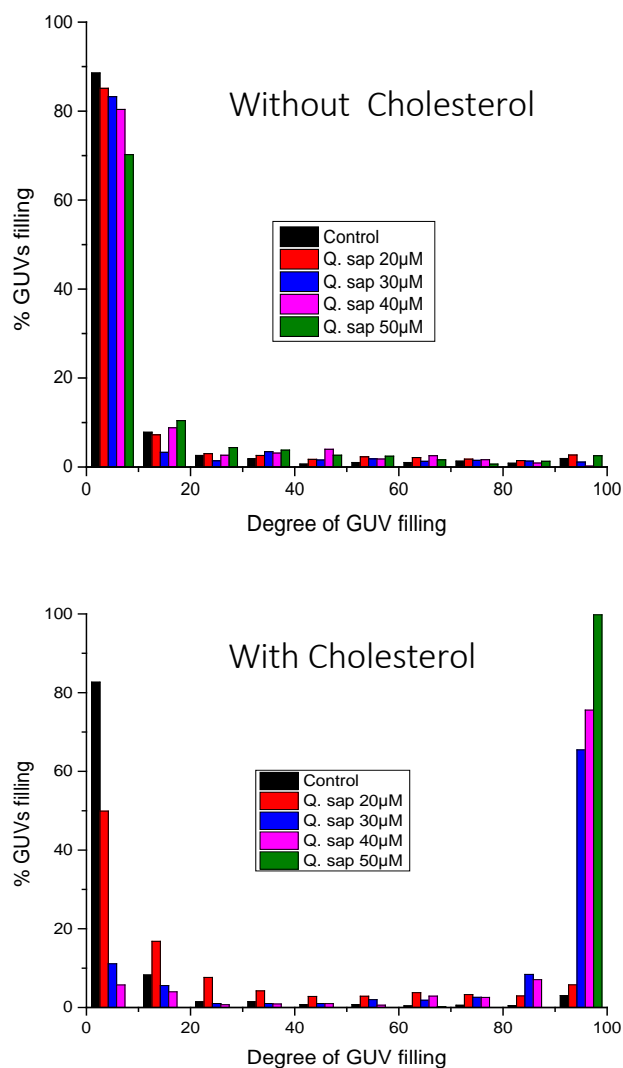 100
80
60
40
20
0
% GUVs filling
Without Cholesterol
Control
Q. sap 20µM
Q. sap 30µM
Q. sap 40µM
Q. sap 50µM
0 20 40 60 80 100
Degree of GUV filling
100
80
60
40
20
0
% GUVs filling
With Cholesterol
Control
Q. sap 20µM
Q. sap 30µM
Q. sap 40µM
Q. sap 50µM
0 20 40 60 80 100
Degree of GUV filling